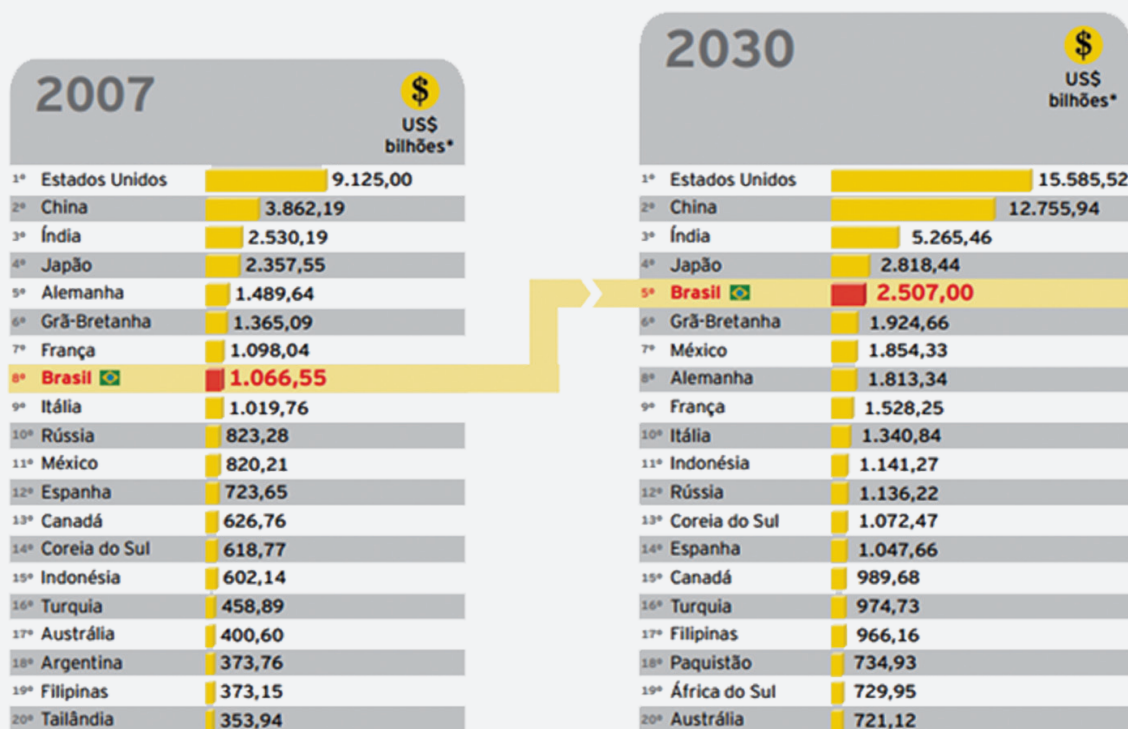 2007
$
US$
bilhões*
1º Estados Unidos 9.125,00
2º China 3.862,19
3º Índia 2.530,19
4º Japão 2.357,55
5º Alemanha 1.489,64
6º Grã-Bretanha 1.365,09
7º França 1.098,04
8º Brasil 1.066,55
9º Itália 1.019,76
10º Rússia 823,28
11º México 820,21
12º Espanha 723,65
13º Canadá 626,76
14º Coreia do Sul 618,77
15º Indonésia 602,14
16º Turquia 458,89
17º Austrália 400,60
18º Argentina 373,76
19º Filipinas 373,15
20º Tailândia 353,94
2030
$
US$
bilhões*
1º Estados Unidos 15.585,52
2º China 12.755,94
3º Índia 5.265,46
4º Japão 2.818,44
5º Brasil 2.507,00
6º Grã-Bretanha 1.924,66
7º México 1.854,33
8º Alemanha 1.813,34
9º França 1.528,25
10º Itália 1.340,84
11º Indonésia 1.141,27
12º Rússia 1.136,22
13º Coreia do Sul 1.072,47
14º Espanha 1.047,66
15º Canadá 989,68
16º Turquia 974,73
17º Filipinas 966,16
18º Paquistão 734,93
19º África do Sul 729,95
20º Austrália 721,12